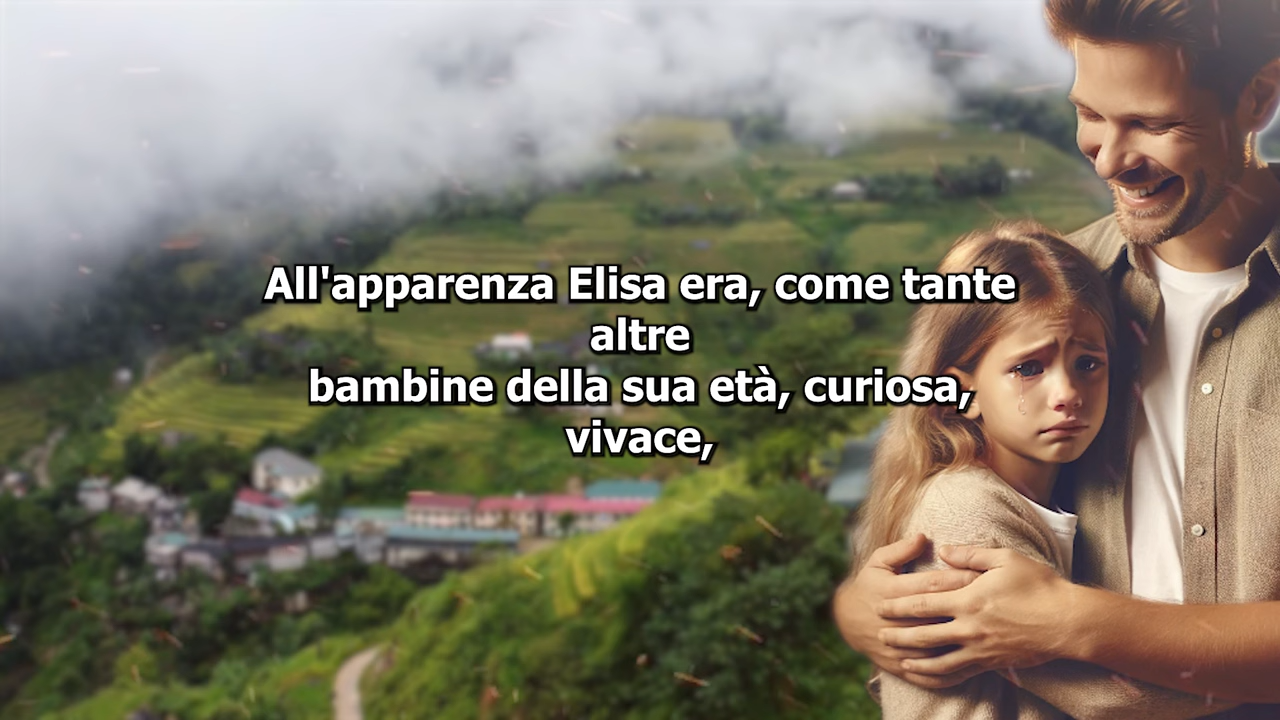 All'apparenza Elisa era, come tante
altre
bambine della sua età, curiosa,
vivace,